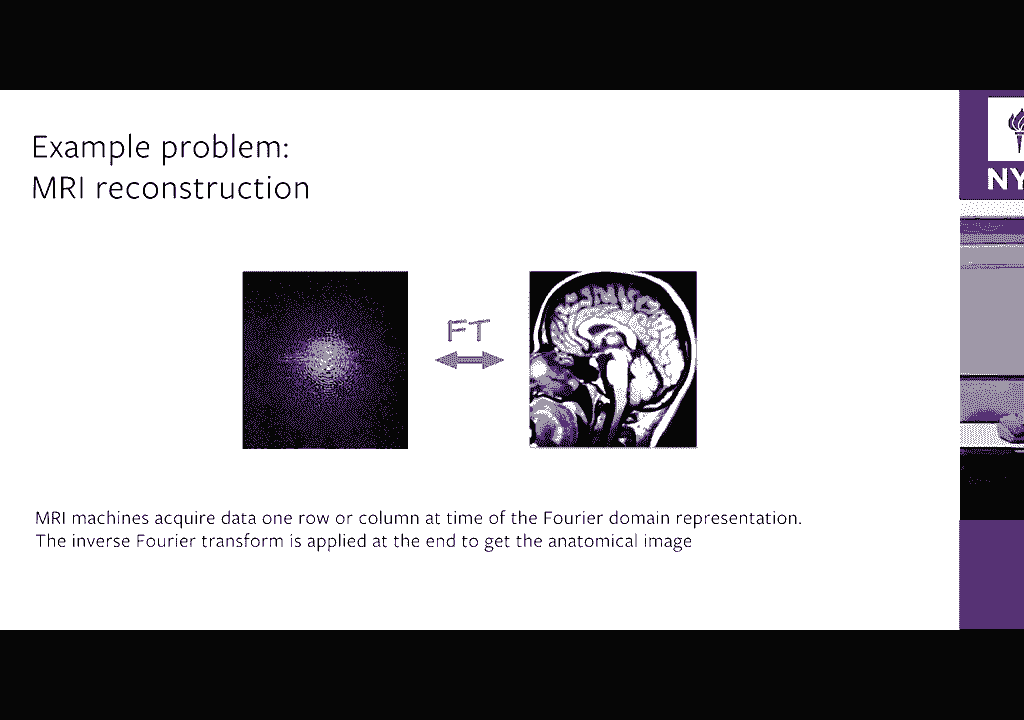 Example problem:
MRI reconstruction
FT
MRI machines acquire data one row or column at time of the Fourier domain representation.
The inverse Fourier transform is applied at the end to get the anatomical image
NY